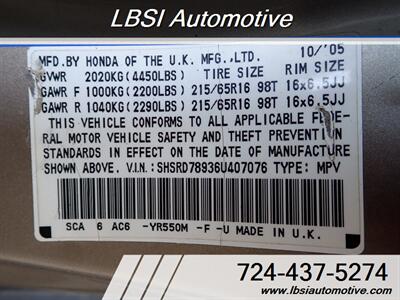 LBSI Automotive
MFD.BY HONDA OF THE U.K. MFG.,LTD. 10/'05
GVWR 2020KG(4450LBS) TIRE SIZE RIM SIZE
GAWR F 1000KG(2200LBS) 215/65R16 98T 16x6.5JJ
GAWR R 1040KG(2290LBS) 215/65R16 98T 16x6.5JJ
THIS VEHICLE CONFORMS TO ALL APPLICABLE FEDE-
RAL MOTOR VEHICLE SAFETY AND THEFT PREVENTION
STANDARDS IN EFFECT ON THE DATE OF MANUFACTURE
SHOWN ABOVE. V.I.N.:SHSRD78936U407076 TYPE: MPV
SCA 6 AC6 -YR550M -F -U MADE IN U.K.
724-437-5274
www.lbsiautomotive.com